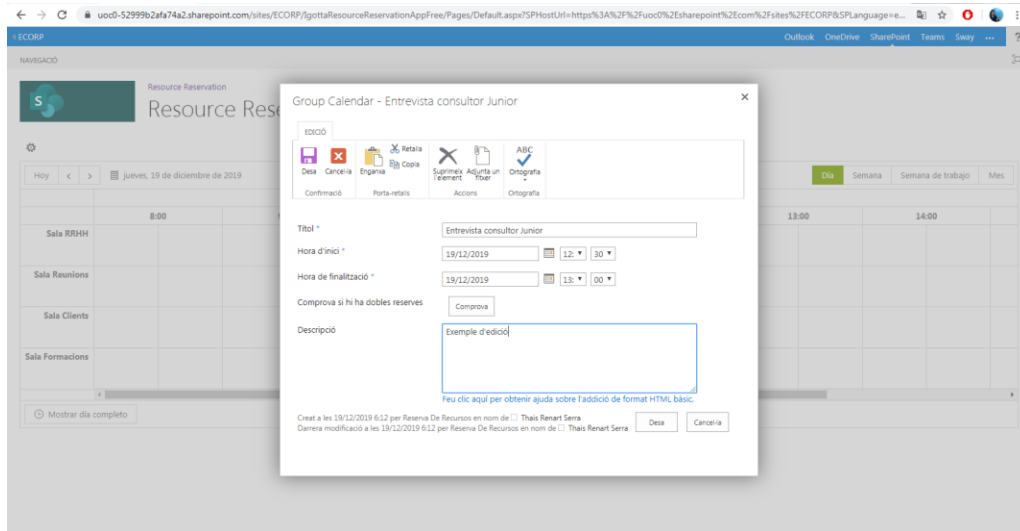 uoc0-52999b2afa74a2.sharepoint.com/sites/ECORP/IgottaResourceReservationAppFree/Pages/Default.aspx?SPHostUrl=https%3A%2F%2Fuoc0%2Esharepoint%2Ecom%2Fsites%2FECORP&SPLanguage=e...
ECORP
Outlook OneDrive SharePoint Teams Sway ... ?
NAVEGACIÓ
S
Resource Reservation
Resource Rese
Group Calendar - Entrevista consultor Junior
EDICIÓ
Desa Cancel·la Enganxa Retalla Copia Suprimeix l'element Adjunta un fitxer ABC Ortografia
Confirmació Porta-retalls Accions Ortografia
Hoy < > jueves, 19 de diciembre de 2019
Día Semana Semana de trabajo Mes
8:00 13:00 14:00
Sala RRHH
Sala Reunions
Sala Clients
Sala Formacions
Mostrar día completo
Títol * Entrevista consultor Junior
Hora d'inici * 19/12/2019 12: 30
Hora de finalització * 19/12/2019 13: 00
Comprova si hi ha dobles reserves Comprova
Descripció Exemple d'edició
Feu clic aquí per obtenir ajuda sobre l'addició de format HTML bàsic.
Creat a les 19/12/2019 6:12 per Reserva De Recursos en nom de Thais Renart Serra
Darrera modificació a les 19/12/2019 6:12 per Reserva De Recursos en nom de Thais Renart Serra
Desa Cancel·la